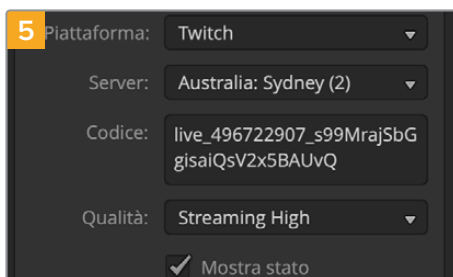 5 Piattaforma: Twitch
Server: Australia: Sydney (2)
Codice: live_496722907_s99MrajSbG
gisaiQsV2x5BAUvQ
Qualità: Streaming High
Mostra stato